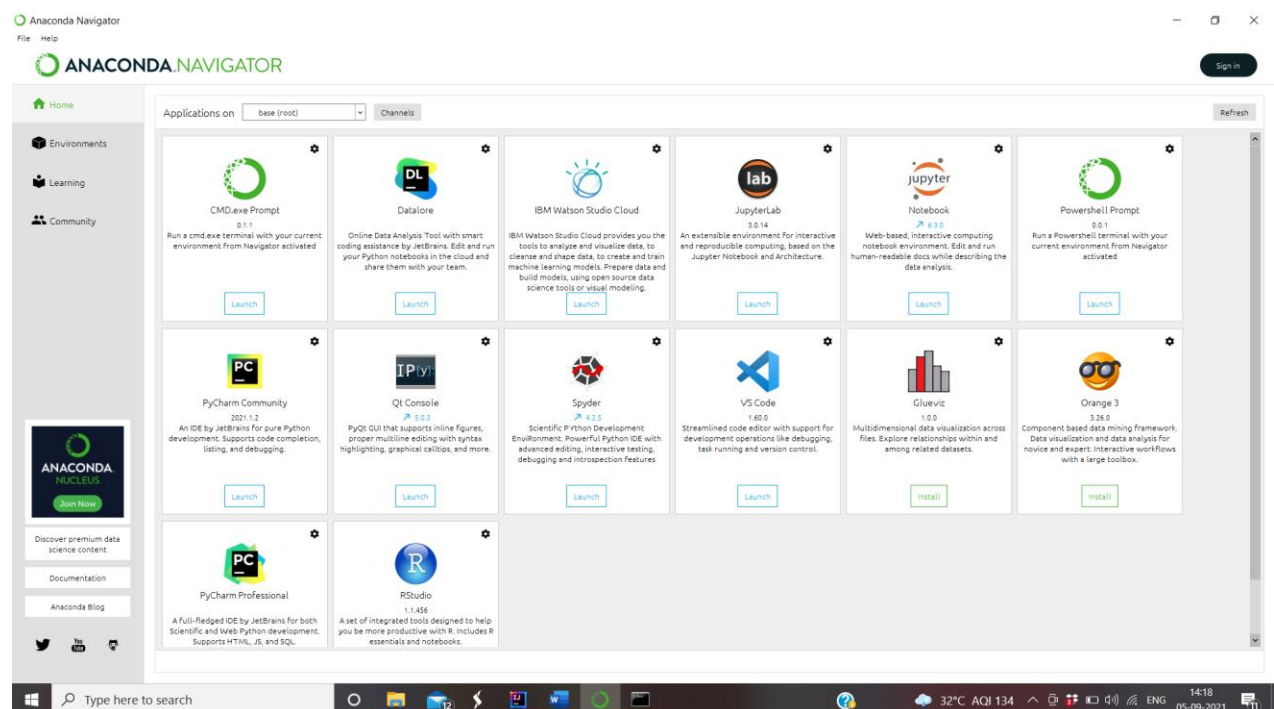 Anaconda Navigator
File Help
ANACONDA.NAVIGATOR
Sign in
Home
Environments
Learning
Community
ANACONDA.
NUCLEUS
Join Now
Discover premium data
science content
Documentation
Anaconda Blog
You
Tube
Applications on base (root) Channels
Refresh
CMD.exe Prompt
0.1.1
Run a cmd.exe terminal with your current
environment from Navigator activated
Launch
DL
Datalore
Online Data Analysis Tool with smart
coding assistance by JetBrains. Edit and run
your Python notebooks in the cloud and
share them with your team.
Launch
IBM Watson Studio Cloud
IBM Watson Studio Cloud provides you the
tools to analyze and visualize data, to
cleanse and shape data, to create and train
machine learning models. Prepare data and
build models, using open source data
science tools or visual modeling.
Launch
lab
JupyterLab
3.0.14
An extensible environment for interactive
and reproducible computing, based on the
Jupyter Notebook and Architecture.
Launch
jupyter
Notebook
6.3.0
Web-based, interactive computing
notebook environment. Edit and run
human-readable docs while describing the
data analysis.
Launch
Powershell Prompt
0.0.1
Run a Powershell terminal with your
current environment from Navigator
activated
Launch
PC
PyCharm Community
2021.1.2
An IDE by JetBrains for pure Python
development. Supports code completion,
listing, and debugging.
Launch
IP[y]:
Qt Console
5.0.3
PyQt GUI that supports inline figures,
proper multiline editing with syntax
highlighting, graphical calltips, and more.
Launch
Spyder
4.2.5
Scientific PYthon Development
EnviRonment. Powerful Python IDE with
advanced editing, interactive testing,
debugging and introspection features
Launch
VS Code
1.60.0
Streamlined code editor with support for
development operations like debugging,
task running and version control.
Launch
Glueviz
1.0.0
Multidimensional data visualization across
files. Explore relationships within and
among related datasets.
Install
Orange 3
3.26.0
Component based data mining framework.
Data visualization and data analysis for
novice and expert. Interactive workflows
with a large toolbox.
Install
PC
PyCharm Professional
A full-fledged IDE by JetBrains for both
Scientific and Web Python development.
Supports HTML, JS, and SQL.
R
RStudio
1.1.456
A set of integrated tools designed to help
you be more productive with R. Includes R
essentials and notebooks.
Type here to search
12
32°C AQI 134
ENG
14:18
05-09-2021